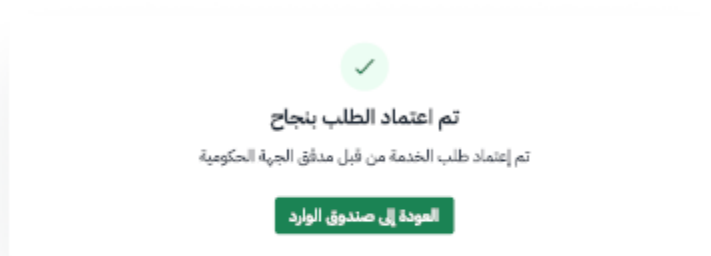 تم اعتماد الطلب بنجاح
تم إعتماد طلب الخدمة من قبل مدقق الجهة الحكومية
العودة إلى صندوق الوارد